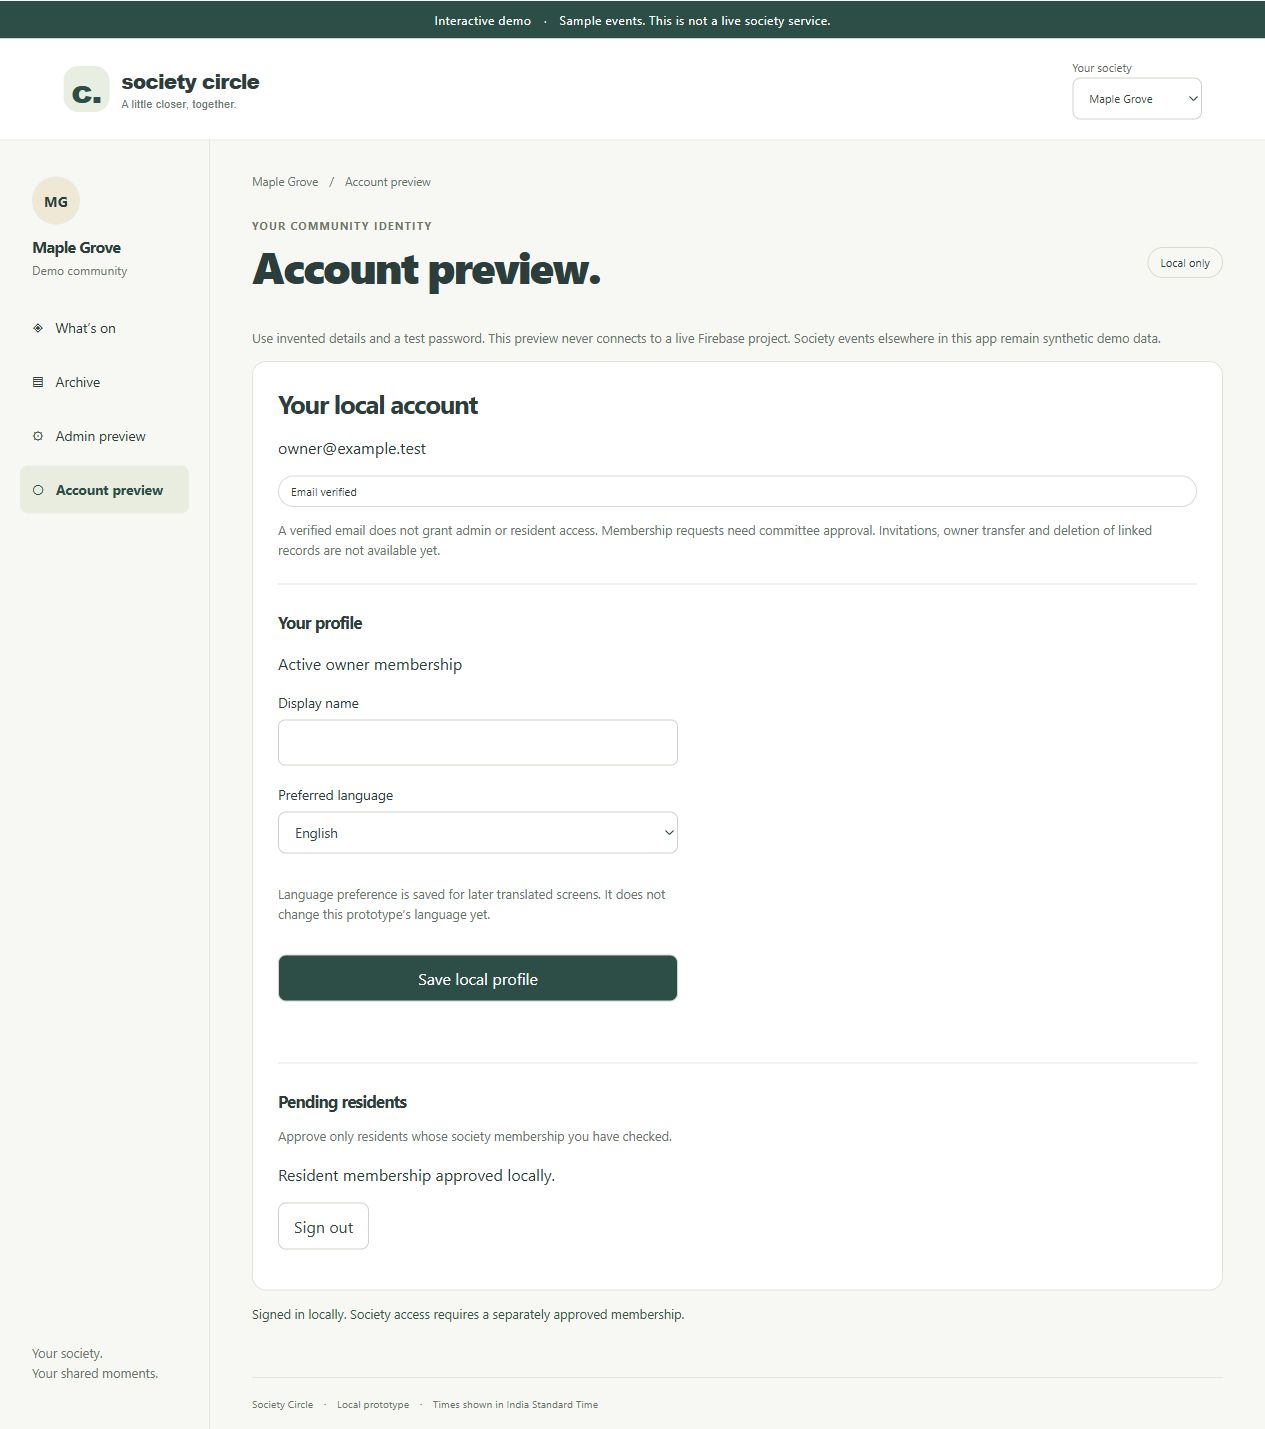 Interactive demo · Sample events. This is not a live society service.
c.
society circle
A little closer, together.
Your society
Maple Grove
MG
Maple Grove
Demo community
What's on
Archive
Admin preview
Account preview
Your society.
Your shared moments.
Maple Grove / Account preview
YOUR COMMUNITY IDENTITY
Account preview.
Local only
Use invented details and a test password. This preview never connects to a live Firebase project. Society events elsewhere in this app remain synthetic demo data.
Your local account
owner@example.test
Email verified
A verified email does not grant admin or resident access. Membership requests need committee approval. Invitations, owner transfer and deletion of linked
records are not available yet.
Your profile
Active owner membership
Display name
Preferred language
English
Language preference is saved for later translated screens. It does not
change this prototype's language yet.
Save local profile
Pending residents
Approve only residents whose society membership you have checked.
Resident membership approved locally.
Sign out
Signed in locally. Society access requires a separately approved membership.
Society Circle · Local prototype · Times shown in India Standard Time